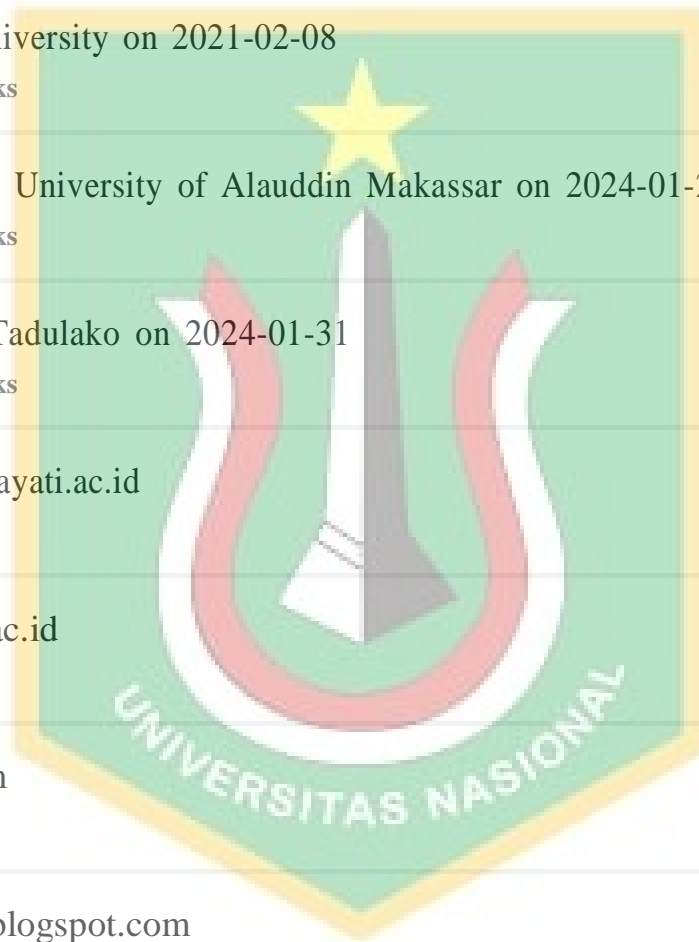 iversity on 2021-02-08
ks
University of Alauddin Makassar on 2024-01-
ks
Tadulako on 2024-01-31
ks
ayati.ac.id
ac.id
UNIVERSITAS NASIONAL
blogspot.com